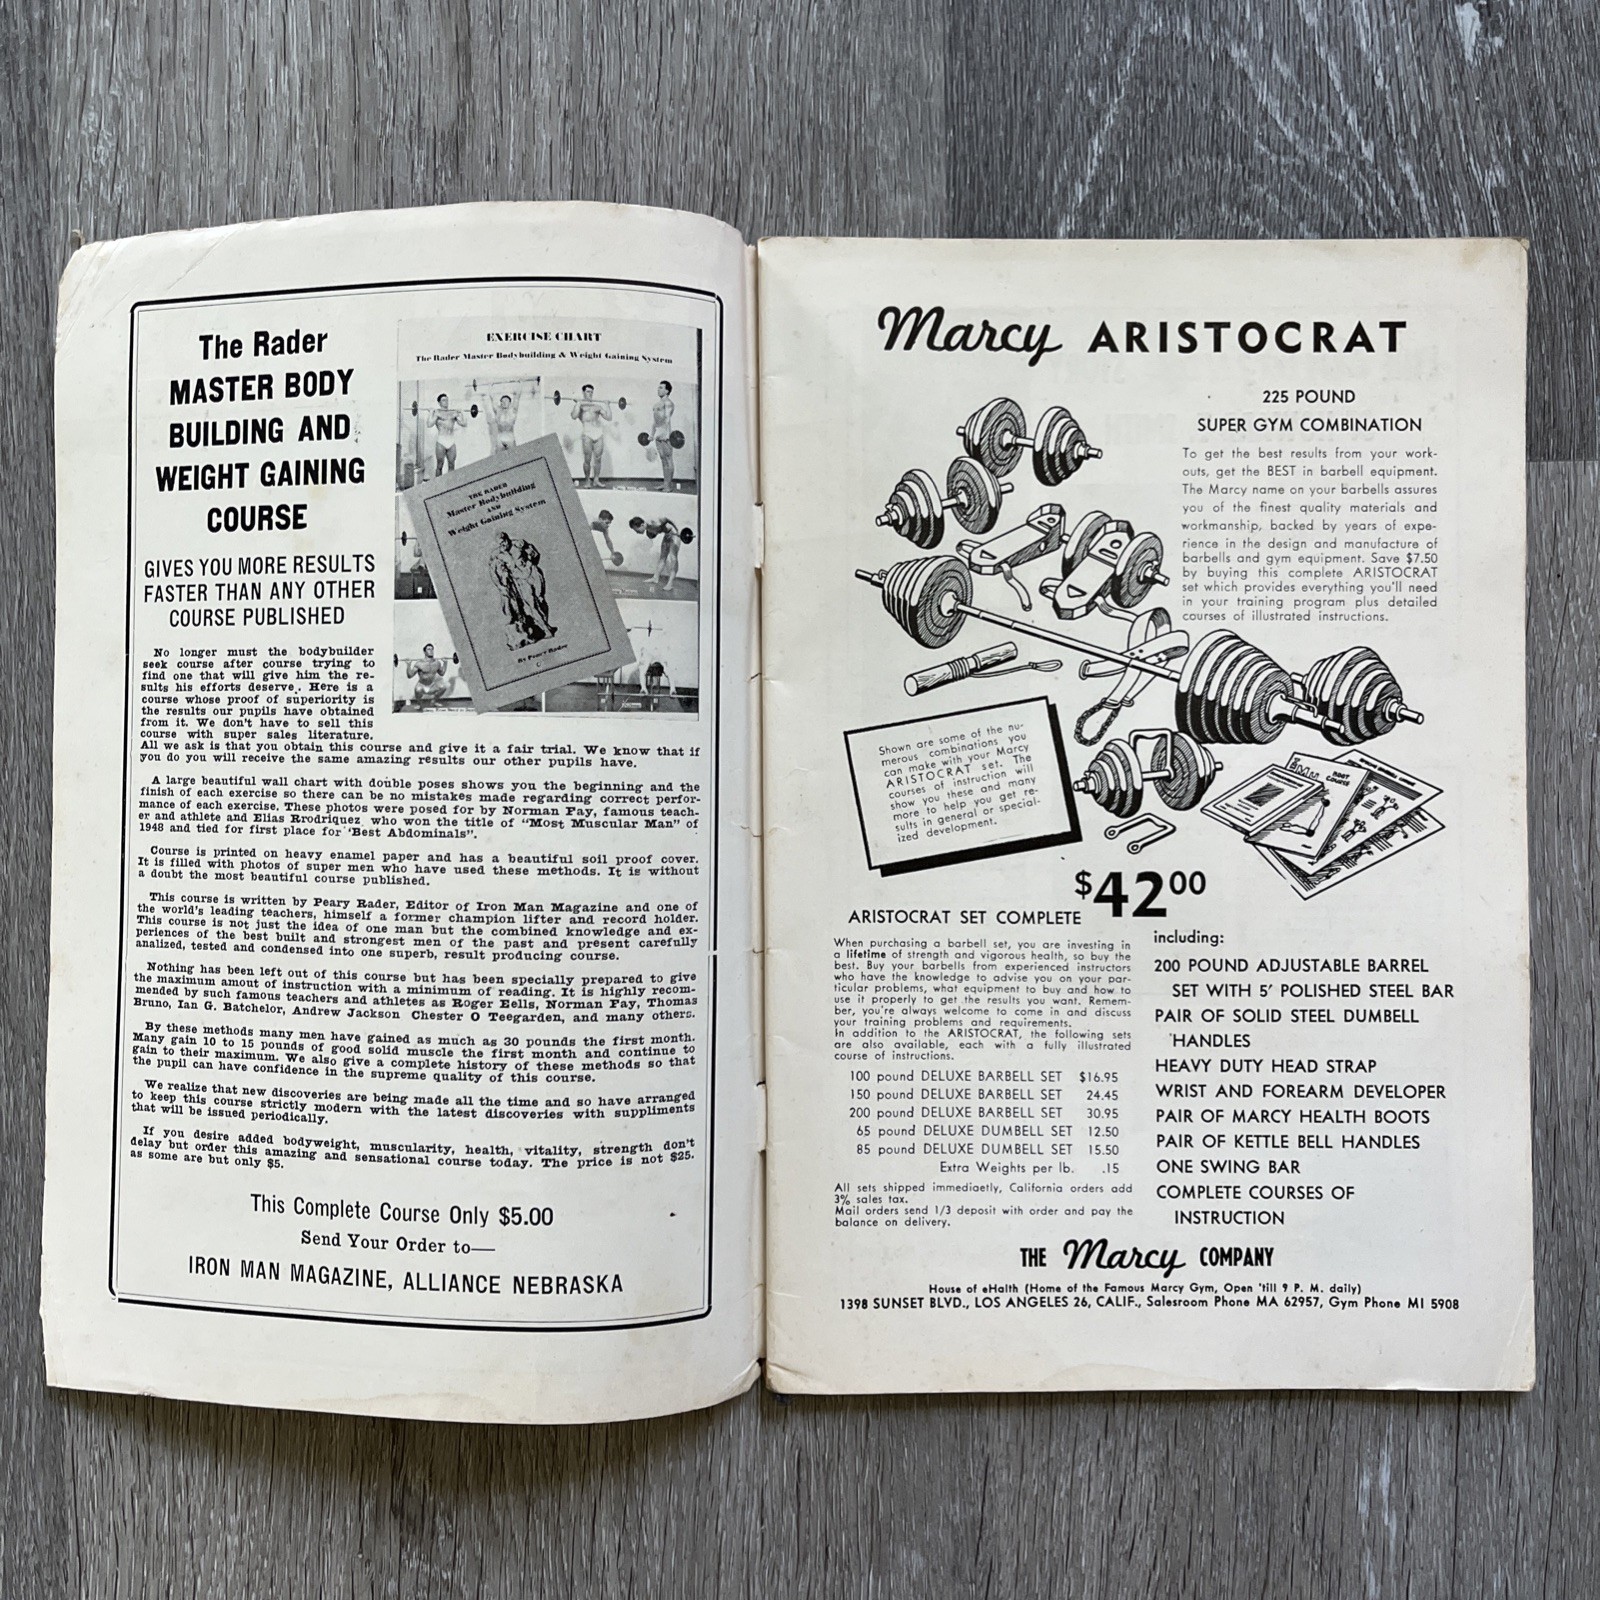 The Rader
MASTER BODY
BUILDING AND
WEIGHT GAINING
COURSE
GIVES YOU MORE RESULTS
FASTER THAN ANY OTHER
COURSE PUBLISHED
EXERCISE CHART
The Rader Master Bodybuilding & Weight Gaining System
THE RADER
Master Bodybuilding
AND
Weight Gaining System
By Peary Rader
No longer must the bodybuilder
seek course after course trying to
find one that will give him the re-
sults his efforts deserve. Here is a
course whose proof of superiority is
the results our pupils have obtained
from it. We don't have to sell this
course with super sales literature.
All we ask is that you obtain this course and give it a fair trial. We know that if
you do you will receive the same amazing results our other pupils have.
A large beautiful wall chart with double poses shows you the beginning and the
finish of each exercise so there can be no mistakes made regarding correct perfor-
mance of each exercise. These photos were posed for by Norman Fay, famous teach-
er and athlete and Elias Rrodriquez who won the title of "Most Muscular Man" of
1948 and tied for first place for "Best Abdominals".
Course is printed on heavy enamel paper and has a beautiful soil proof cover.
It is filled with photos of super men who have used these methods. It is without
a doubt the most beautiful course published.
This course is written by Peary Rader, Editor of Iron Man Magazine and one of
the world's leading teachers, himself a former champion lifter and record holder.
This course is not just the idea of one man but the combined knowledge and ex-
periences of the best built and strongest men of the past and present carefully
analized, tested and condensed into one superb, result producing course.
Nothing has been left out of this course but has been specially prepared to give
the maximum amout of instruction with a minimum of reading. It is highly recom-
mended by such famous teachers and athletes as Roger Eells, Norman Fay, Thomas
Bruno, Ian G. Batchelor, Andrew Jackson Chester O Teegarden, and many others.
By these methods many men have gained as much as 30 pounds the first month.
Many gain 10 to 15 pounds of good solid muscle the first month and continue to
gain to their maximum. We also give a complete history of these methods so that
the pupil can have confidence in the supreme quality of this course.
We realize that new discoveries are being made all the time and so have arranged
to keep this course strictly modern with the latest discoveries with suppliments
that will be issued periodically.
If you desire added bodyweight, muscularity, health, vitality, strength don't
delay but order this amazing and sensational course today. The price is not $25.
as some are but only $5.
This Complete Course Only $5.00
Send Your Order to—
IRON MAN MAGAZINE, ALLIANCE NEBRASKA
Marcy ARISTOCRAT
225 POUND
SUPER GYM COMBINATION
To get the best results from your work-
outs, get the BEST in barbell equipment.
The Marcy name on your barbells assures
you of the finest quality materials and
workmanship, backed by years of expe-
rience in the design and manufacture of
barbells and gym equipment. Save $7.50
by buying this complete ARISTOCRAT
set which provides everything you'll need
in your training program plus detailed
courses of illustrated instructions.
Shown are some of the nu-
merous combinations you
can make with your Marcy
ARISTOCRAT set. The
courses of instruction will
show you these and many
more to help you get re-
sults in general or special-
ized development.
BOOT
COURSE
$42.00
ARISTOCRAT SET COMPLETE
When purchasing a barbell set, you are investing in
a lifetime of strength and vigorous health, so buy the
best. Buy your barbells from experienced instructors
who have the knowledge to advise you on your par-
ticular problems, what equipment to buy and how to
use it properly to get the results you want. Remem-
ber, you're always welcome to come in and discuss
your training problems and requirements.
In addition to the ARISTOCRAT, the following sets
are also available, each with a fully illustrated
course of instructions.
100 pound DELUXE BARBELL SET $16.95
150 pound DELUXE BARBELL SET 24.45
200 pound DELUXE BARBELL SET 30.95
65 pound DELUXE DUMBELL SET 12.50
85 pound DELUXE DUMBELL SET 15.50
Extra Weights per lb. .15
All sets shipped immediaetly, California orders add
3% sales tax.
Mail orders send 1/3 deposit with order and pay the
balance on delivery.
including:
200 POUND ADJUSTABLE BARREL
SET WITH 5' POLISHED STEEL BAR
PAIR OF SOLID STEEL DUMBELL
HANDLES
HEAVY DUTY HEAD STRAP
WRIST AND FOREARM DEVELOPER
PAIR OF MARCY HEALTH BOOTS
PAIR OF KETTLE BELL HANDLES
ONE SWING BAR
COMPLETE COURSES OF
INSTRUCTION
THE Marcy COMPANY
House of eHalth (Home of the Famous Marcy Gym, Open 'till 9 P. M. daily)
1398 SUNSET BLVD., LOS ANGELES 26, CALIF., Salesroom Phone MA 62957, Gym Phone MI 5908